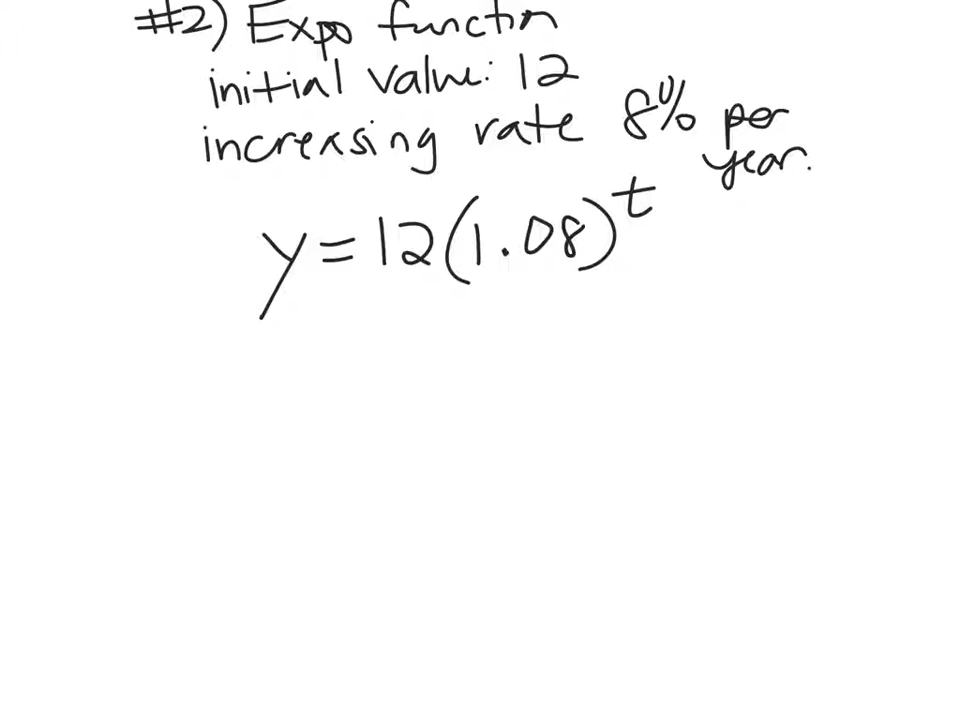 #2) Expo function
initial value: 12
increasing rate 8% per year.
y = 12(1.08)^t